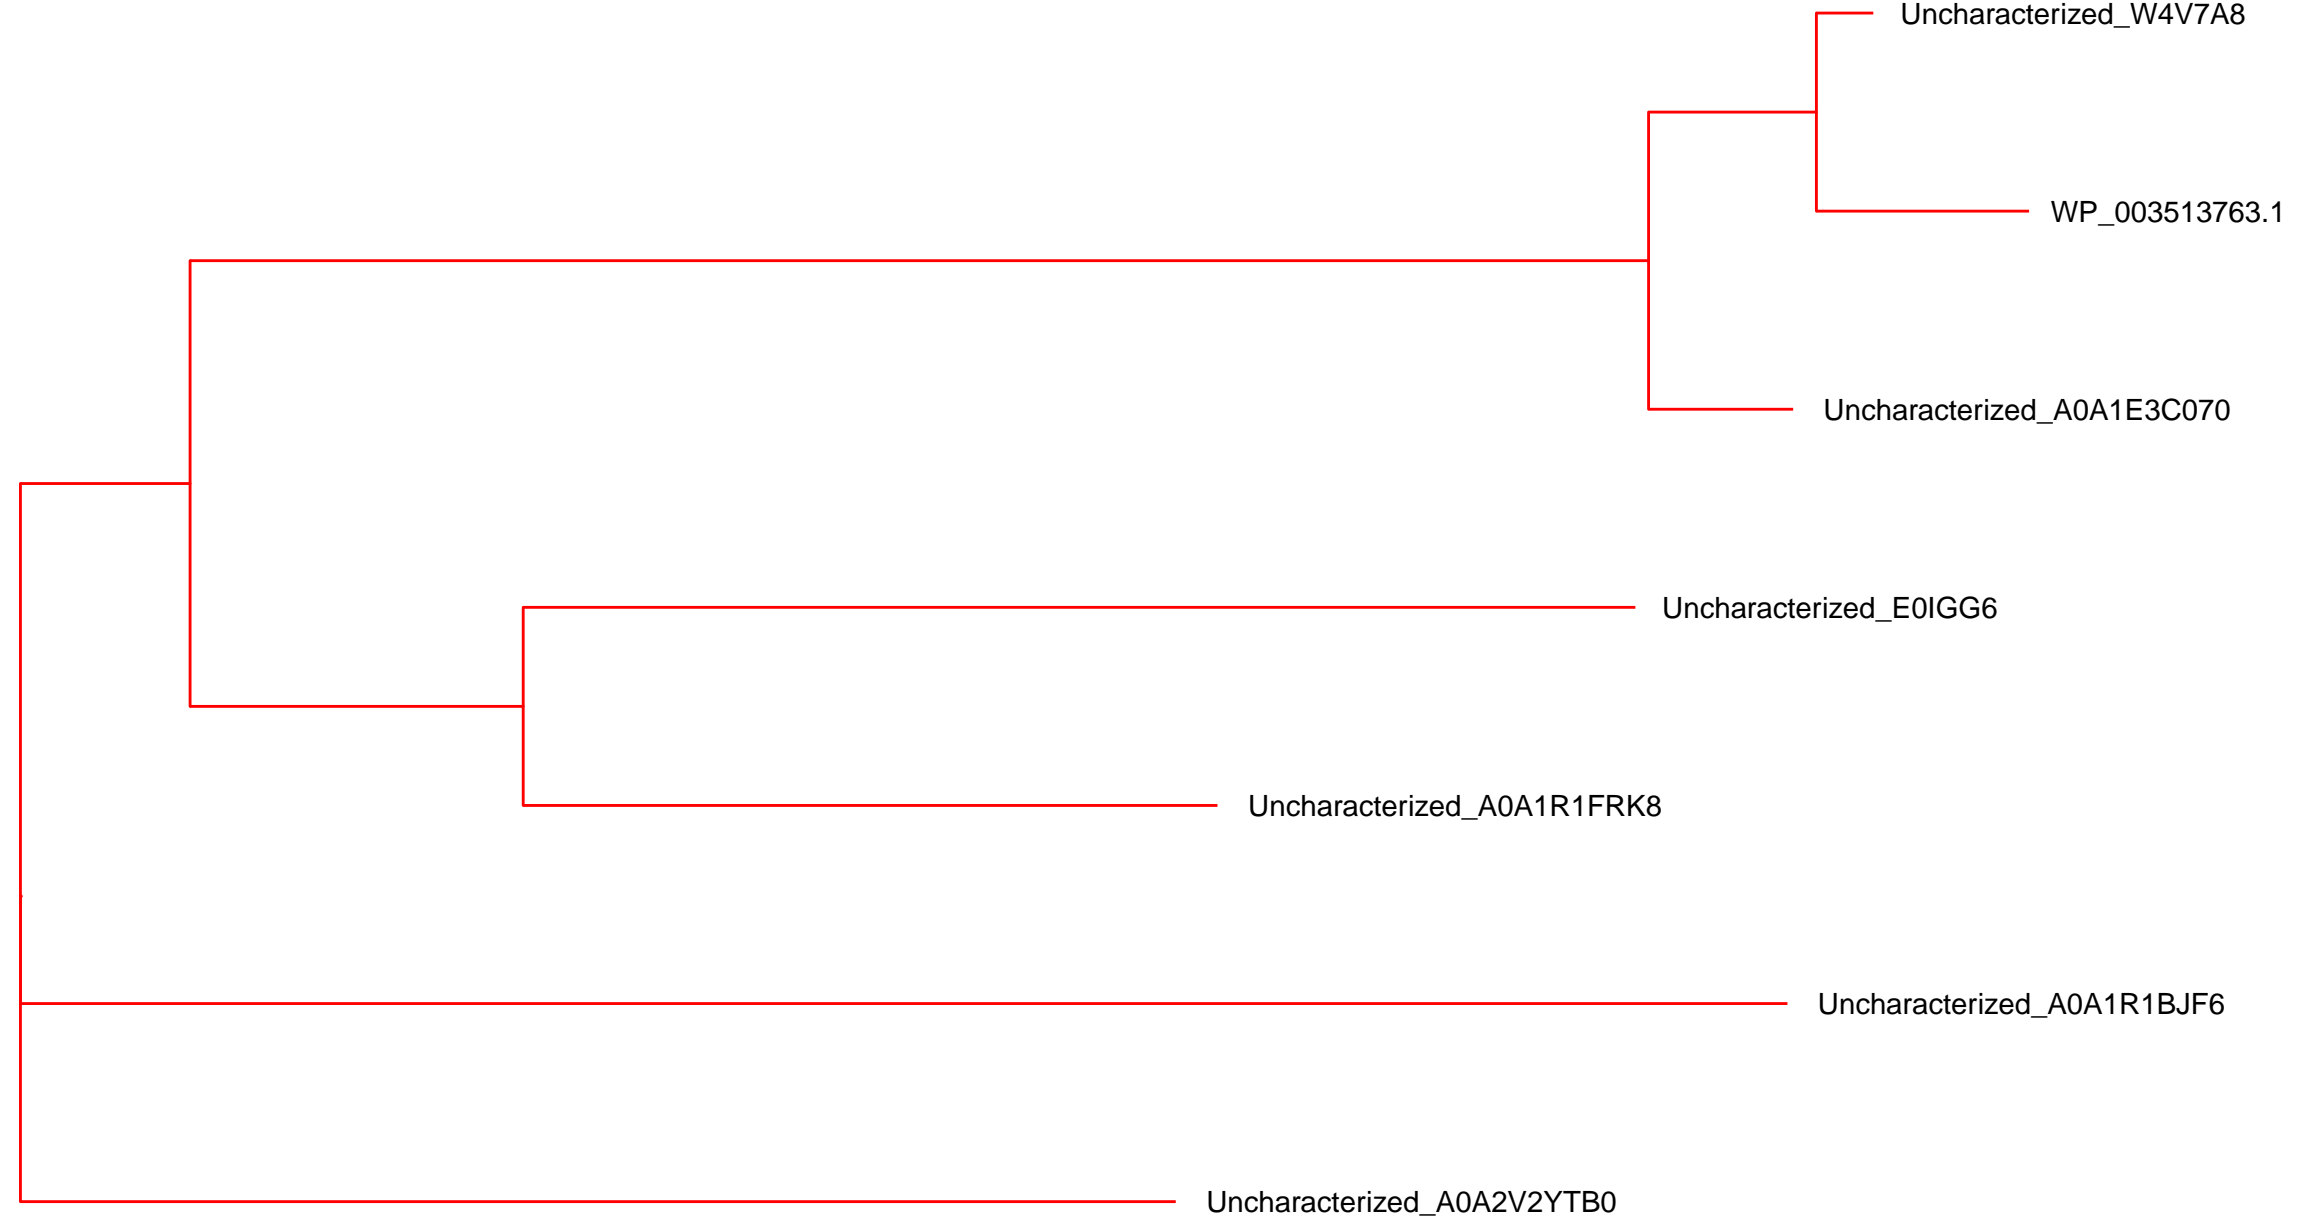 Uncharacterized_W4V7A8
WP_003513763.1
Uncharacterized_A0A1E3C070
Uncharacterized_E0IGG6
Uncharacterized_A0A1R1FRK8
Uncharacterized_A0A1R1BJF6
Uncharacterized_A0A2V2YTB0